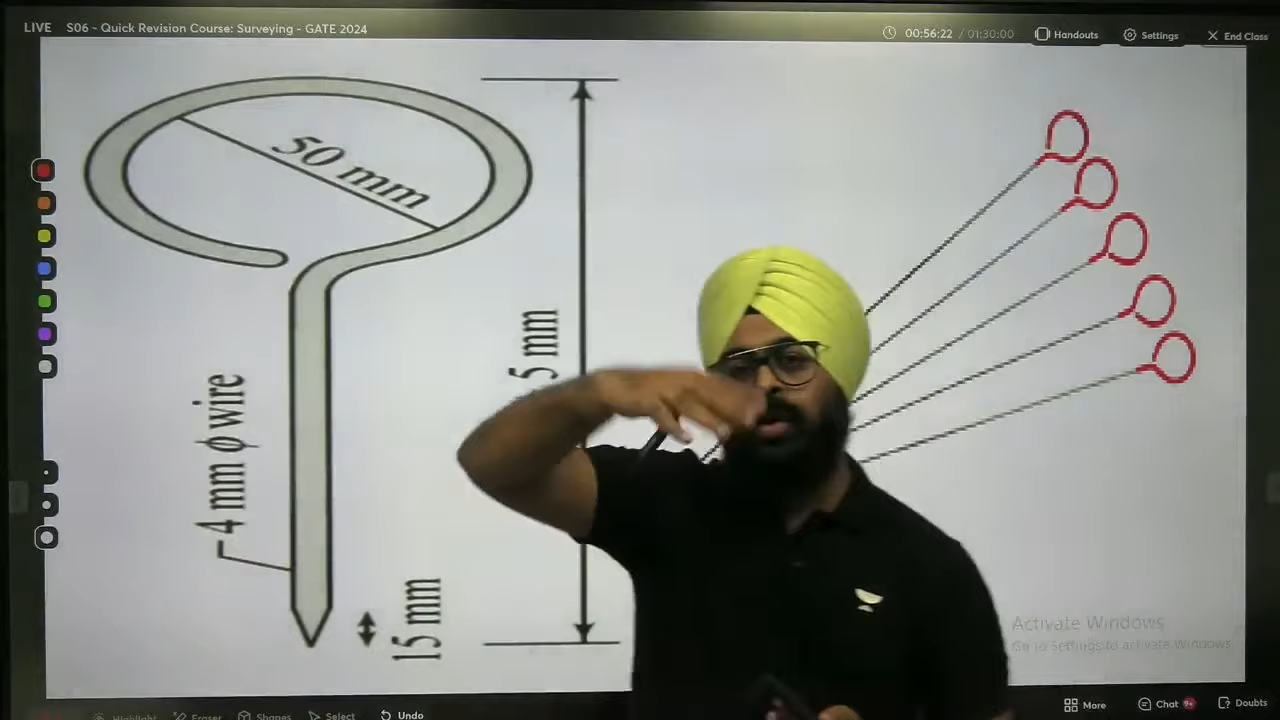 LIVE S06 - Quick Revision Course: Surveying - GATE 2024
00:56:22 / 01:30:00
Handouts
Settings
End Class
50 mm
5 mm
4 mm ϕ wire
15 mm
Activate Windows
Go to Settings to activate Windows.
Highlight
Eraser
Shapes
Select
Undo
More
Chat 9+
Doubts